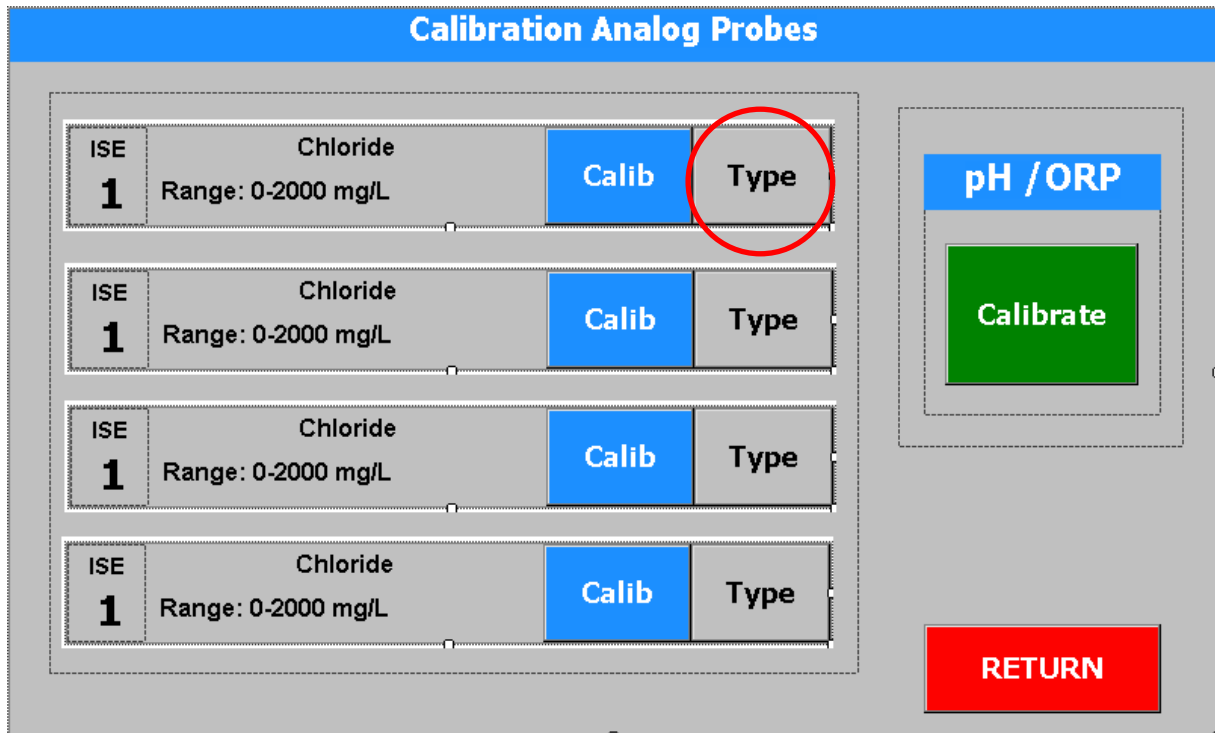 Calibration Analog Probes
ISE
1
Chloride
Range: 0-2000 mg/L
Calib
Type
ISE
1
Chloride
Range: 0-2000 mg/L
Calib
Type
ISE
1
Chloride
Range: 0-2000 mg/L
Calib
Type
ISE
1
Chloride
Range: 0-2000 mg/L
Calib
Type
pH /ORP
Calibrate
RETURN